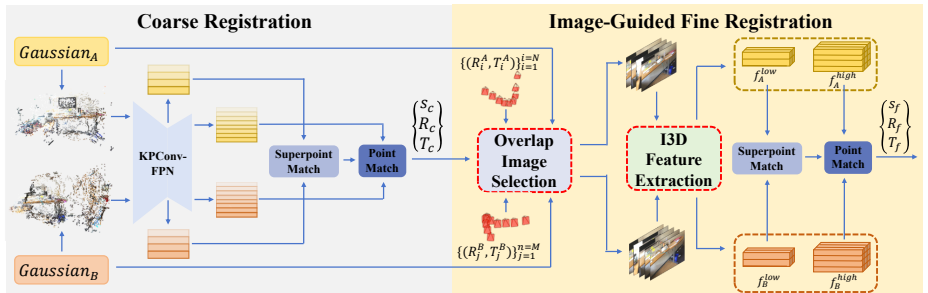 Coarse Registration
Image-Guided Fine Registration
Gaussian_A
KPConv-
FPN
Superpoint
Match
Point
Match
{ s_c
R_c
T_c }
{(R_i^A, T_i^A)}_{i=1}^{i=N}
Overlap
Image
Selection
{(R_j^B, T_j^B)}_{j=1}^{n=M}
I3D
Feature
Extraction
f_A^{low}
f_A^{high}
Superpoint
Match
Point
Match
{ s_f
R_f
T_f }
f_B^{low}
f_B^{high}
Gaussian_B